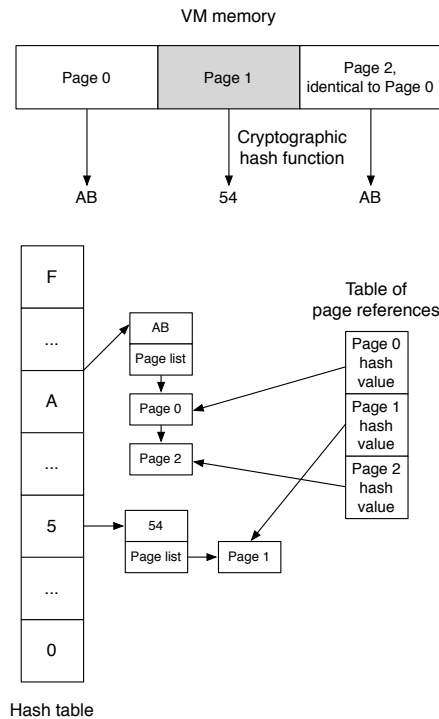 VM memory
Page 0
Page 1
Page 2,
identical to Page 0
Cryptographic
hash function
AB
54
AB
F
...
A
...
5
...
0
Hash table
AB
Page list
Page 0
Page 2
54
Page list
Page 1
Table of
page references
Page 0
hash
value
Page 1
hash
value
Page 2
hash
value